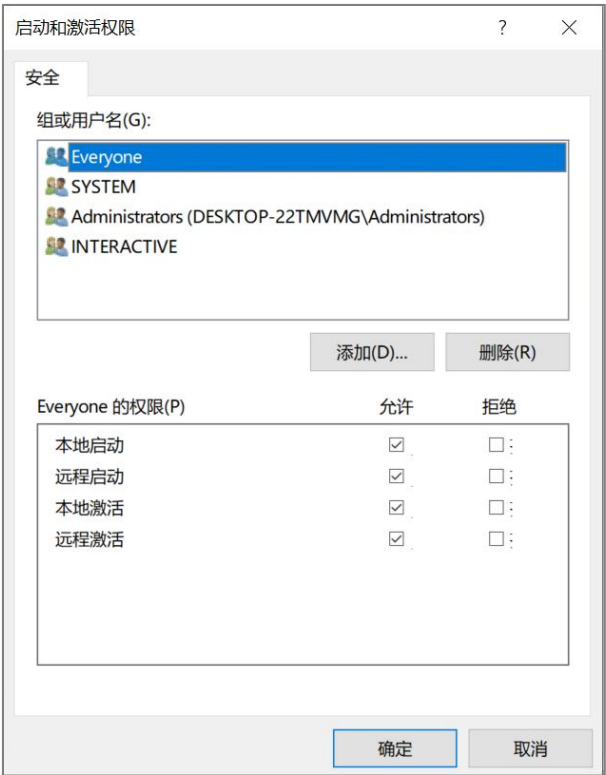 启动和激活权限
安全
组或用户名(G):
Everyone
SYSTEM
Administrators (DESKTOP-22TMVMG\Administrators)
INTERACTIVE
添加(D)... 删除(R)
Everyone 的权限(P) 允许 拒绝
本地启动
远程启动
本地激活
远程激活
确定 取消